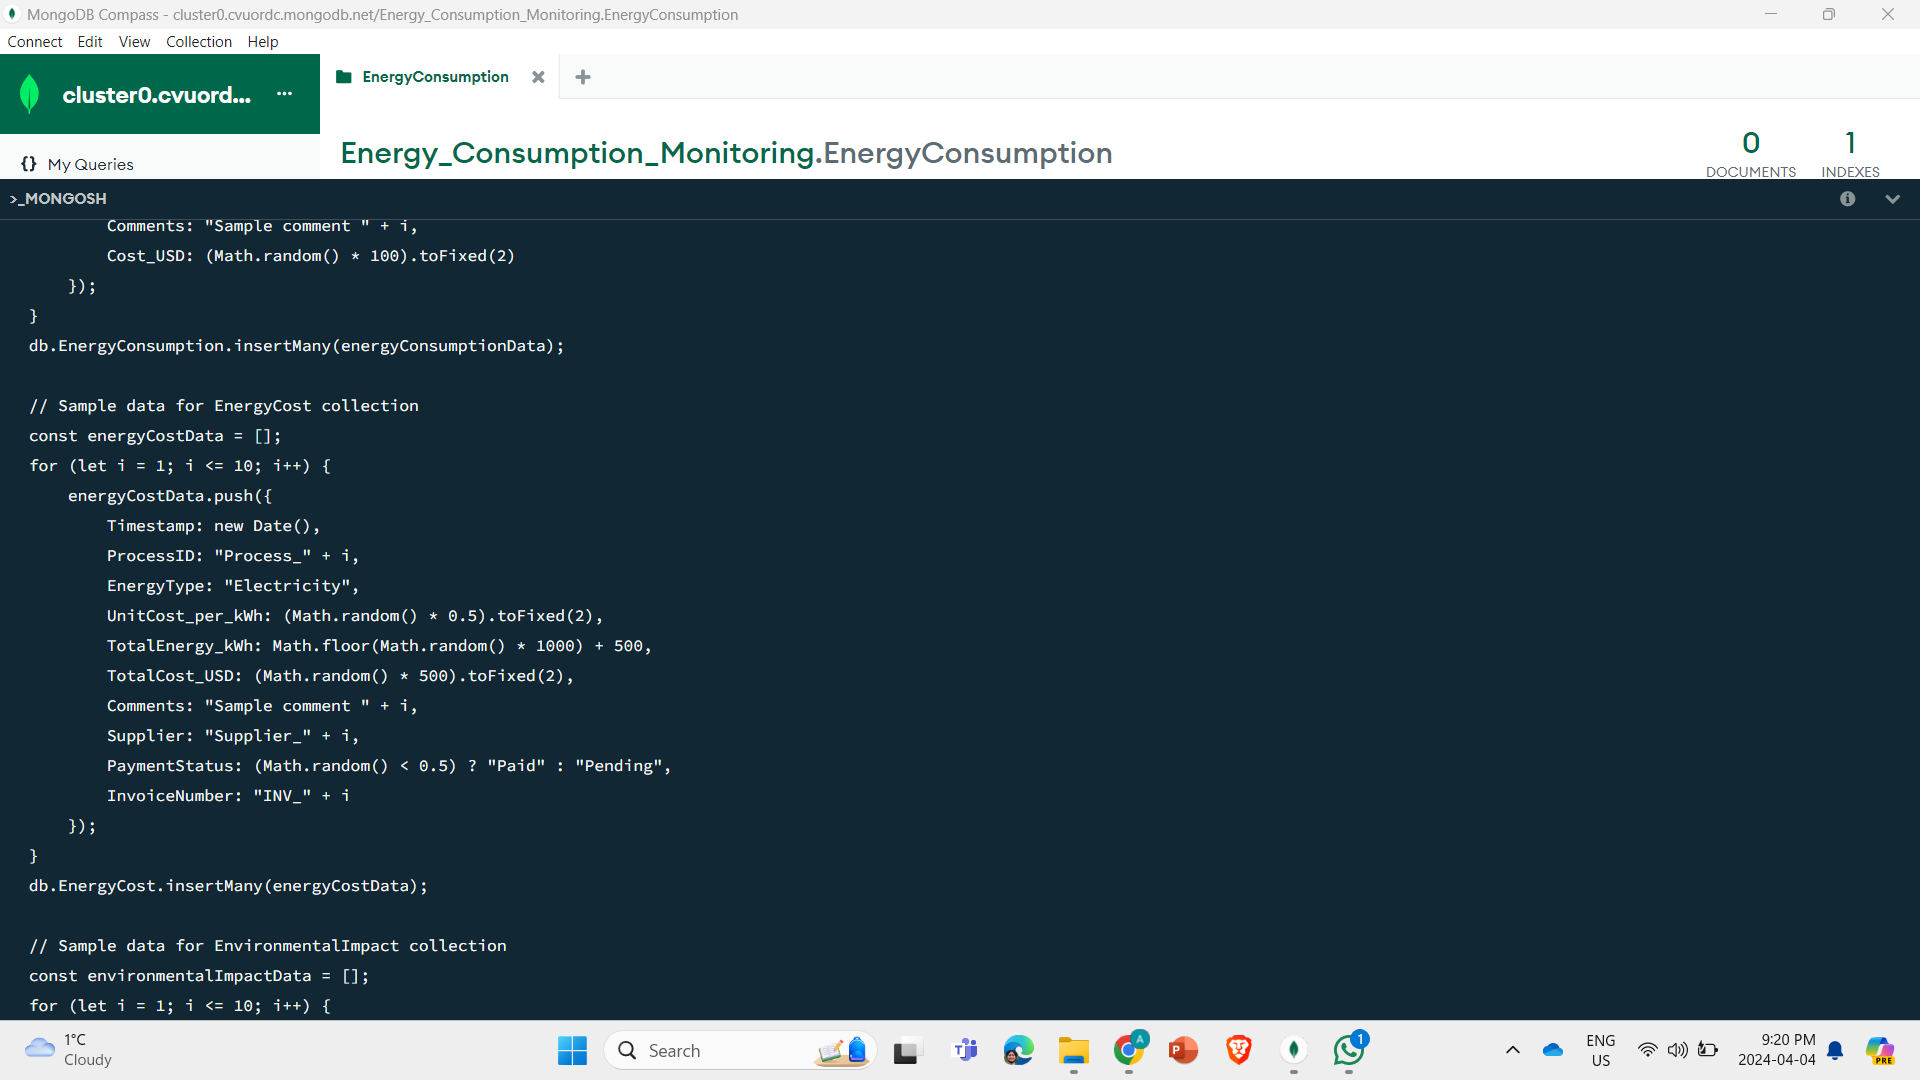 MongoDB Compass - cluster0.cvuordc.mongodb.net/Energy_Consumption_Monitoring.EnergyConsumption
Connect Edit View Collection Help
cluster0.cvuord... ...
EnergyConsumption
{} My Queries
Energy_Consumption_Monitoring.EnergyConsumption
0
DOCUMENTS
1
INDEXES
>_MONGOSH
Comments: "Sample comment " + i,
Cost_USD: (Math.random() * 100).toFixed(2)
});
}
db.EnergyConsumption.insertMany(energyConsumptionData);
// Sample data for EnergyCost collection
const energyCostData = [];
for (let i = 1; i <= 10; i++) {
energyCostData.push({
Timestamp: new Date(),
ProcessID: "Process_" + i,
EnergyType: "Electricity",
UnitCost_per_kWh: (Math.random() * 0.5).toFixed(2),
TotalEnergy_kWh: Math.floor(Math.random() * 1000) + 500,
TotalCost_USD: (Math.random() * 500).toFixed(2),
Comments: "Sample comment " + i,
Supplier: "Supplier_" + i,
PaymentStatus: (Math.random() < 0.5) ? "Paid" : "Pending",
InvoiceNumber: "INV_" + i
});
}
db.EnergyCost.insertMany(energyCostData);
// Sample data for EnvironmentalImpact collection
const environmentalImpactData = [];
for (let i = 1; i <= 10; i++) {
1°C
Cloudy
Search
A
P
1
ENG
US
9:20 PM
2024-04-04
PRE